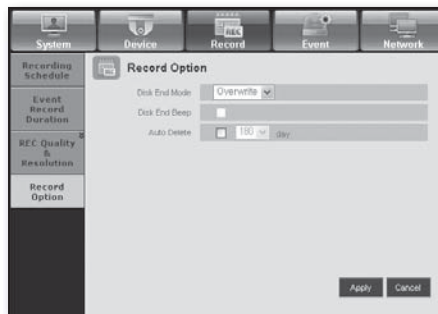 System Device Record Event Network
Recording
Schedule
Event
Record
Duration
REC Quality
&
Resolution
Record
Option
REC
Record Option
Disk End Mode Overwrite
Disk End Beep
Auto Delete 180 day
Apply Cancel